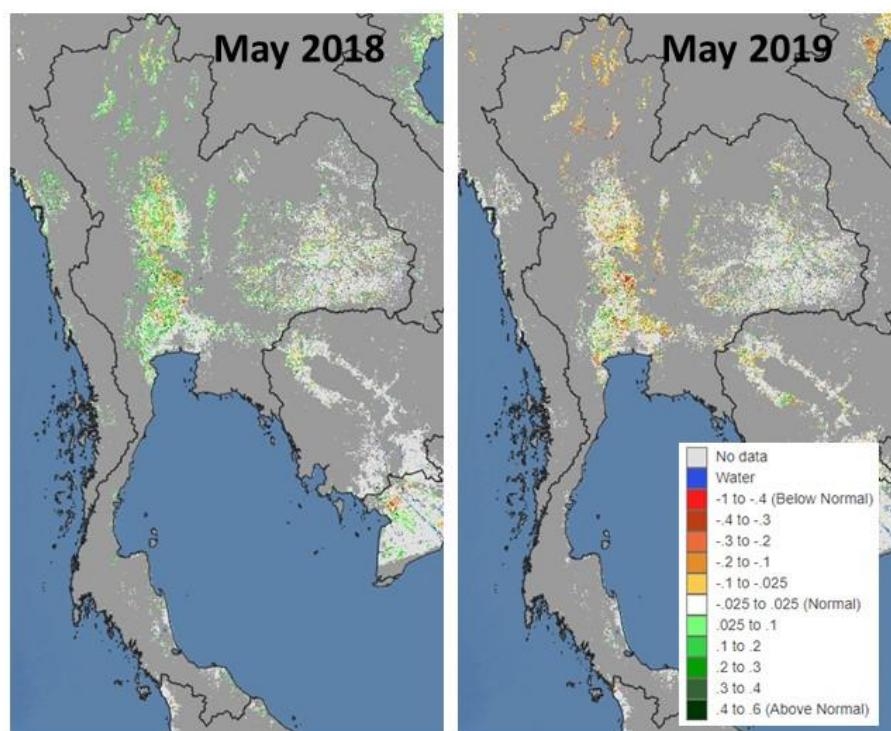 May 2018
May 2019
No data
Water
-1 to -.4 (Below Normal)
-.4 to -.3
-.3 to -.2
-.2 to -.1
-.1 to -.025
-.025 to .025 (Normal)
.025 to .1
.1 to .2
.2 to .3
.3 to .4
.4 to .6 (Above Normal)